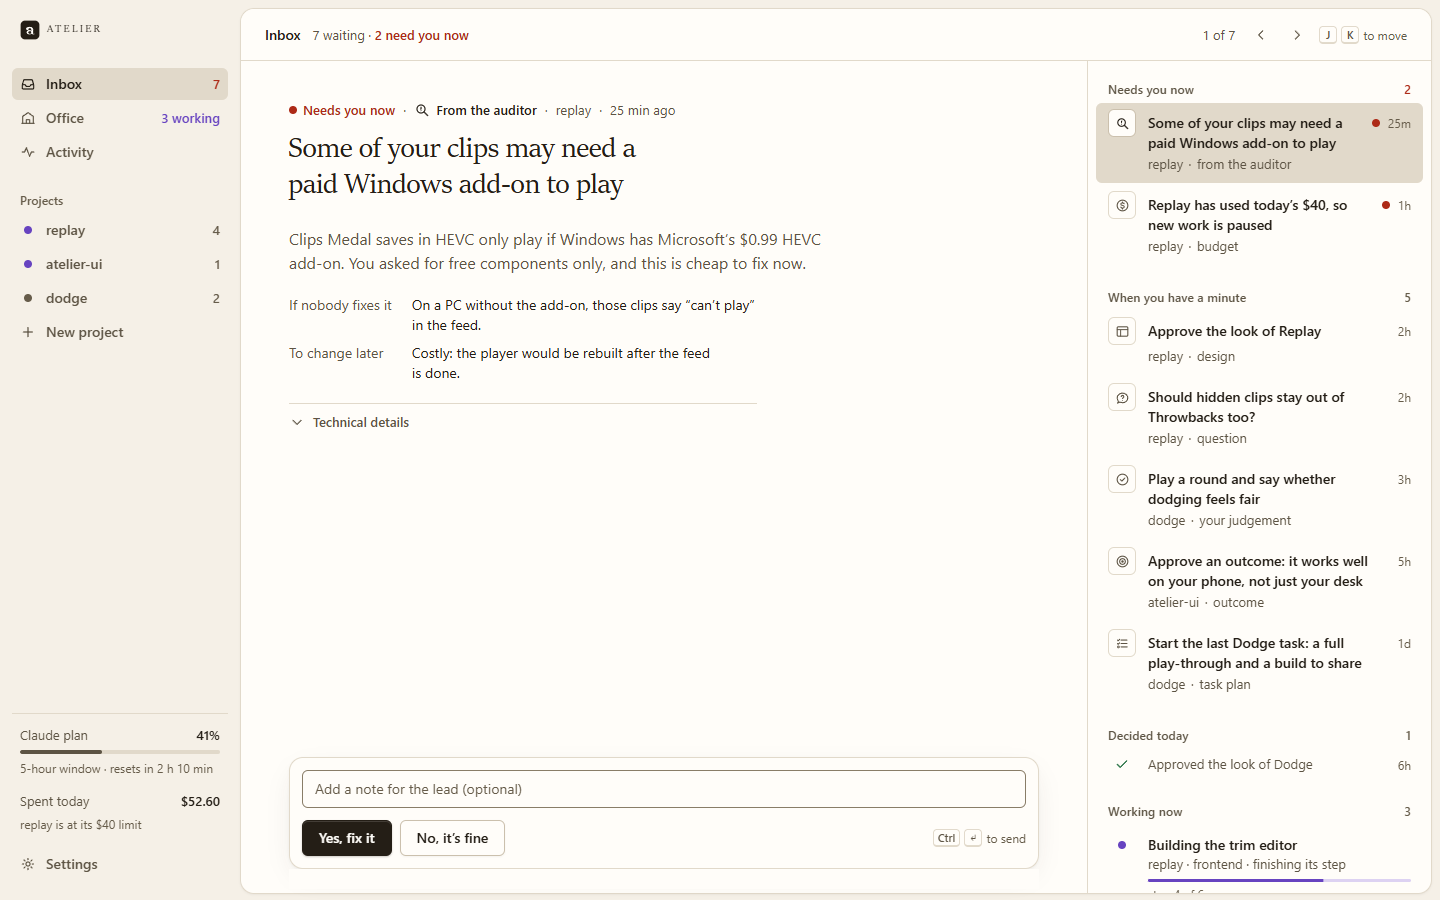 a ATELIER
Inbox 7
Office 3 working
Activity
Projects
replay 4
atelier-ui 1
dodge 2
New project
Claude plan 41%
5-hour window · resets in 2 h 10 min
Spent today $52.60
replay is at its $40 limit
Settings
Inbox 7 waiting · 2 need you now
1 of 7 J K to move
Needs you now · From the auditor · replay · 25 min ago
Some of your clips may need a
paid Windows add-on to play
Clips Medal saves in HEVC only play if Windows has Microsoft’s $0.99 HEVC
add-on. You asked for free components only, and this is cheap to fix now.
If nobody fixes it On a PC without the add-on, those clips say “can’t play”
in the feed.
To change later Costly: the player would be rebuilt after the feed
is done.
Technical details
Add a note for the lead (optional)
Yes, fix it No, it’s fine Ctrl ↵ to send
Needs you now 2
Some of your clips may need a 25m
paid Windows add-on to play
replay · from the auditor
Replay has used today’s $40, so 1h
new work is paused
replay · budget
When you have a minute 5
Approve the look of Replay 2h
replay · design
Should hidden clips stay out of 2h
Throwbacks too?
replay · question
Play a round and say whether 3h
dodging feels fair
dodge · your judgement
Approve an outcome: it works well 5h
on your phone, not just your desk
atelier-ui · outcome
Start the last Dodge task: a full 1d
play-through and a build to share
dodge · task plan
Decided today 1
Approved the look of Dodge 6h
Working now 3
Building the trim editor
replay · frontend · finishing its step